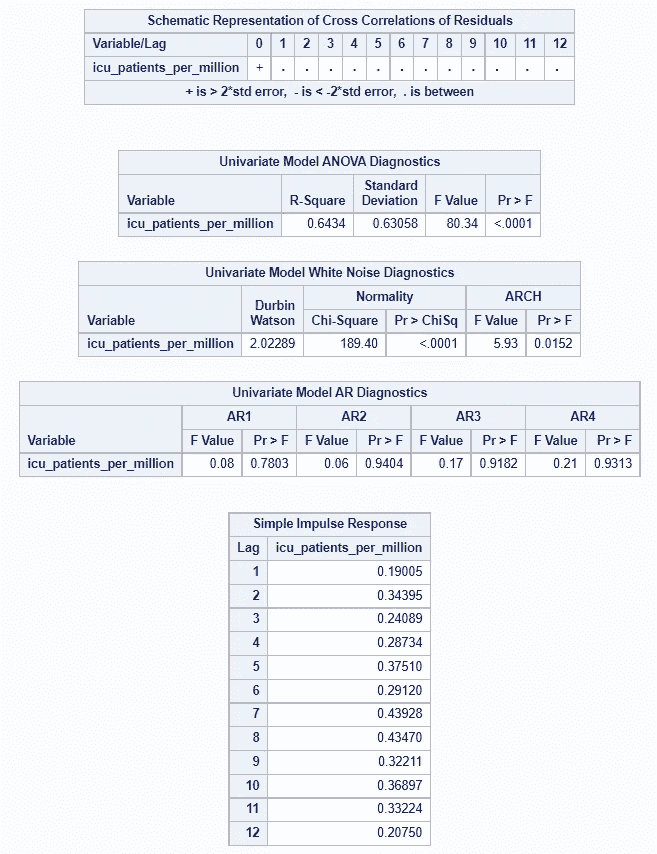 Schematic Representation of Cross Correlations of Residuals
Variable/Lag 0 1 2 3 4 5 6 7 8 9 10 11 12
icu_patients_per_million + . . . . . . . . . . . .
+ is > 2*std error, - is < -2*std error, . is between
Univariate Model ANOVA Diagnostics
Variable R-Square Standard Deviation F Value Pr > F
icu_patients_per_million 0.6434 0.63058 80.34 <.0001
Univariate Model White Noise Diagnostics
Variable Durbin Watson Normality ARCH
Chi-Square Pr > ChiSq F Value Pr > F
icu_patients_per_million 2.02289 189.40 <.0001 5.93 0.0152
Univariate Model AR Diagnostics
Variable AR1 AR2 AR3 AR4
F Value Pr > F F Value Pr > F F Value Pr > F F Value Pr > F
icu_patients_per_million 0.08 0.7803 0.06 0.9404 0.17 0.9182 0.21 0.9313
Simple Impulse Response
Lag icu_patients_per_million
1 0.19005
2 0.34395
3 0.24089
4 0.28734
5 0.37510
6 0.29120
7 0.43928
8 0.43470
9 0.32211
10 0.36897
11 0.33224
12 0.20750